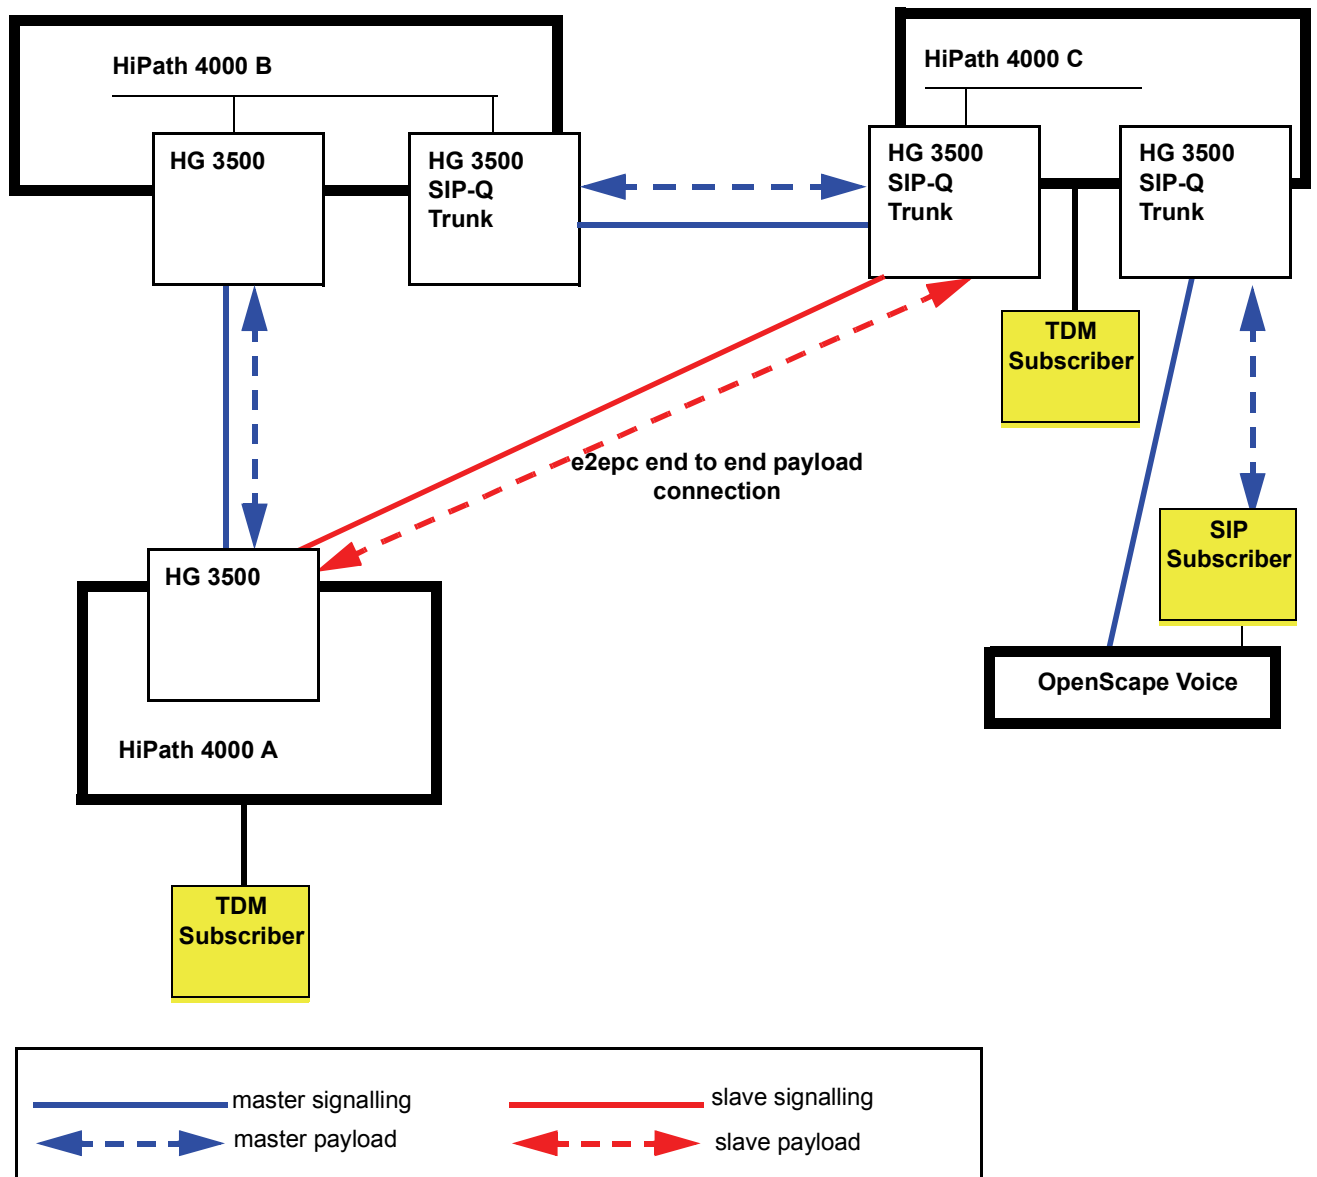 HiPath 4000 B
HG 3500
HG 3500
SIP-Q
Trunk
HiPath 4000 C
HG 3500
SIP-Q
Trunk
HG 3500
SIP-Q
Trunk
TDM
Subscriber
e2epc end to end payload
connection
SIP
Subscriber
OpenScape Voice
HG 3500
HiPath 4000 A
TDM
Subscriber
master signalling
slave signalling
master payload
slave payload